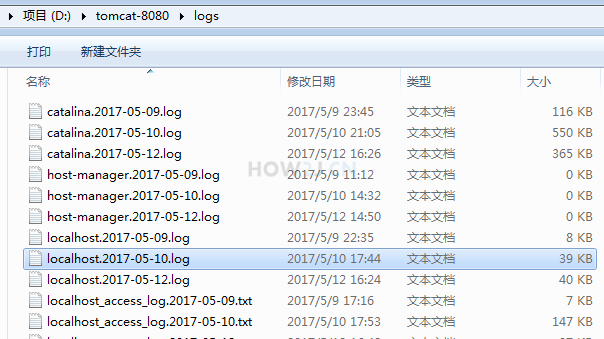 项目 (D:) tomcat-8080 logs
打印 新建文件夹
名称 修改日期 类型 大小
catalina.2017-05-09.log 2017/5/9 23:45 文本文档 116 KB
catalina.2017-05-10.log 2017/5/10 21:05 文本文档 550 KB
catalina.2017-05-12.log 2017/5/12 16:26 文本文档 365 KB
host-manager.2017-05-09.log 2017/5/9 11:12 文本文档 0 KB
host-manager.2017-05-10.log 2017/5/10 14:32 文本文档 0 KB
host-manager.2017-05-12.log 2017/5/12 14:50 文本文档 0 KB
localhost.2017-05-09.log 2017/5/9 22:35 文本文档 8 KB
localhost.2017-05-10.log 2017/5/10 17:44 文本文档 39 KB
localhost.2017-05-12.log 2017/5/12 16:24 文本文档 40 KB
localhost_access_log.2017-05-09.txt 2017/5/9 17:16 文本文档 7 KB
localhost_access_log.2017-05-10.txt 2017/5/10 17:53 文本文档 147 KB